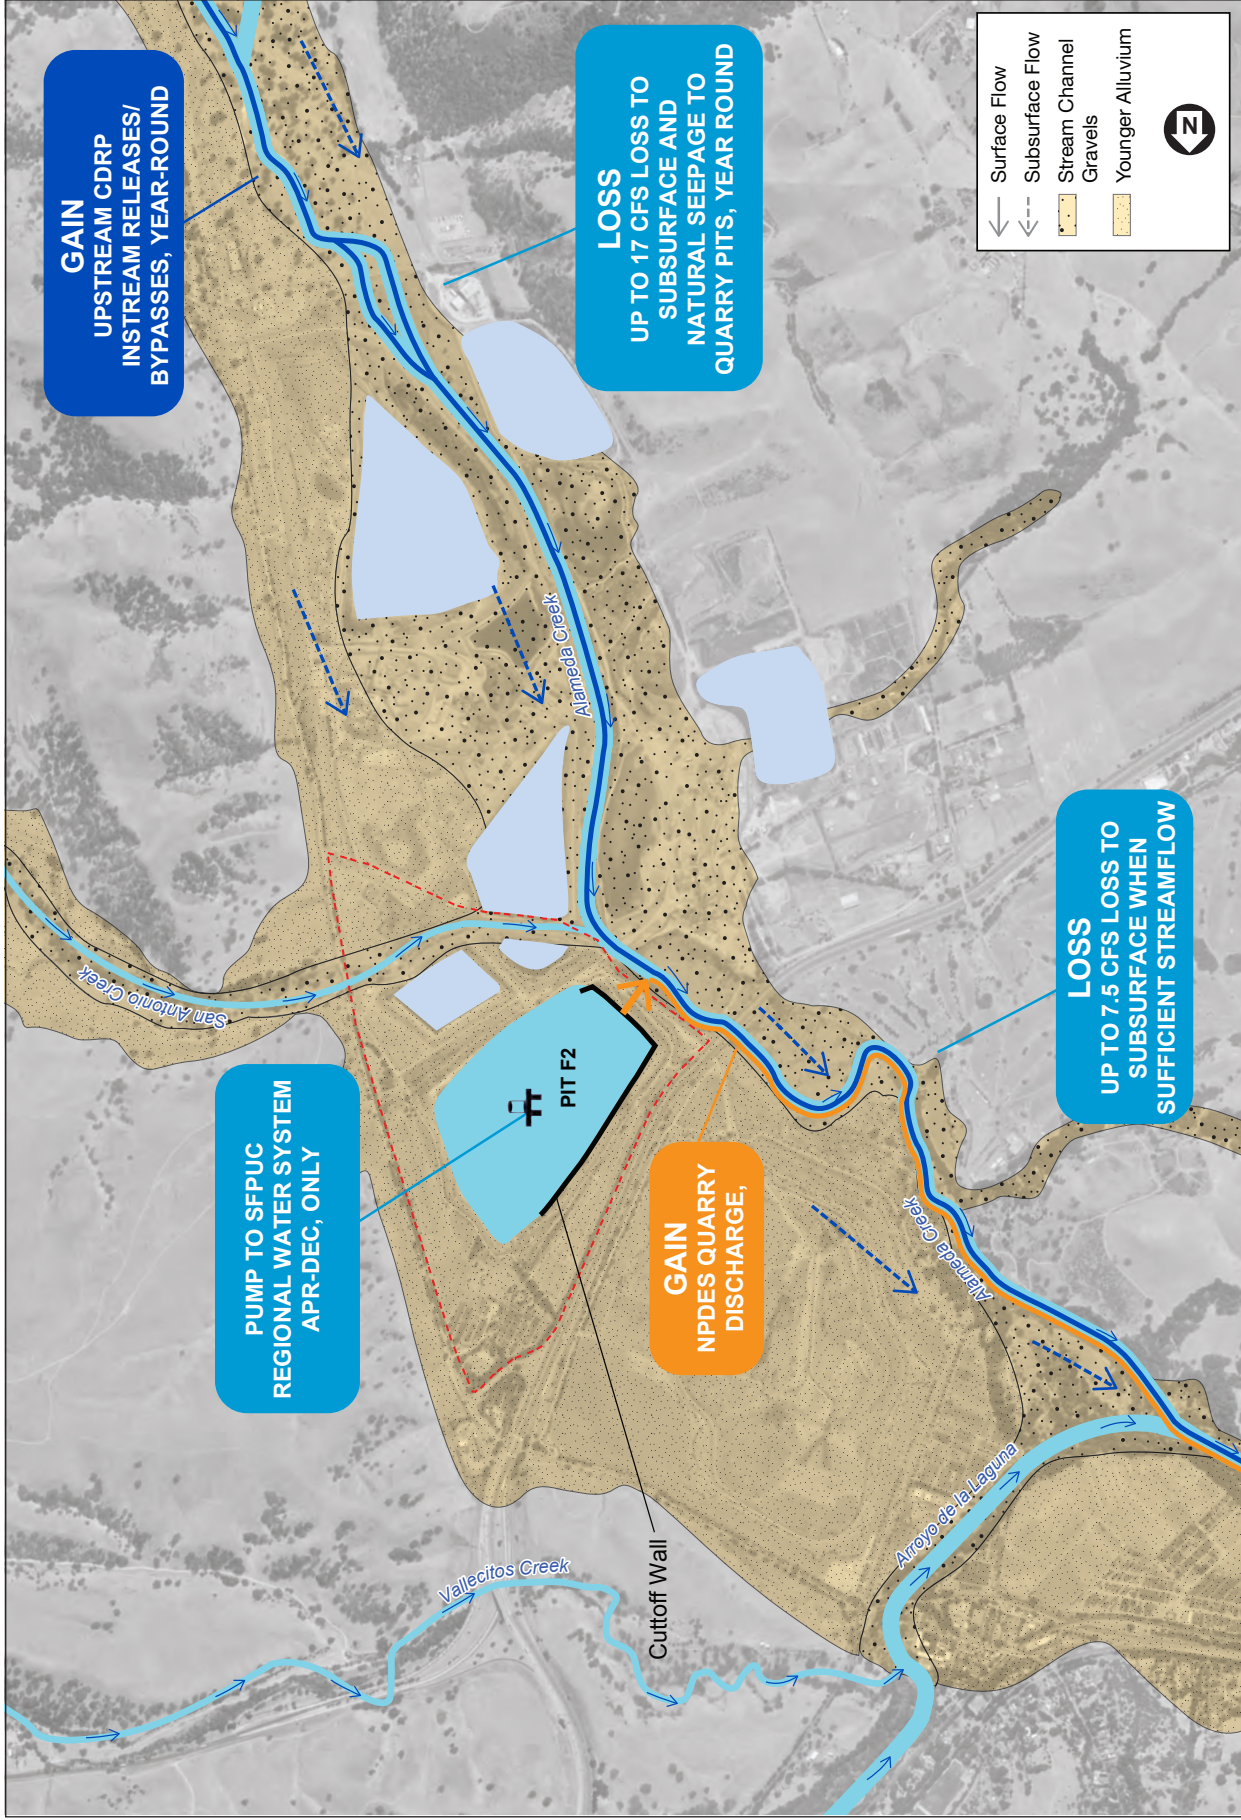 GAIN
UPSTREAM CDRP
INSTREAM RELEASES/
BYPASSES, YEAR-ROUND
LOSS
UP TO 17 CFS LOSS TO
SUBSURFACE AND
NATURAL SEEPAGE TO
QUARRY PITS, YEAR ROUND
Surface Flow
Subsurface Flow
Stream Channel
Gravels
Younger Alluvium
N
Alameda Creek
San Antonio Creek
PUMP TO SFPUC
REGIONAL WATER SYSTEM
APR-DEC, ONLY
PIT F2
GAIN
NPDES QUARRY
DISCHARGE,
LOSS
UP TO 7.5 CFS LOSS TO
SUBSURFACE WHEN
SUFFICIENT STREAMFLOW
Alameda Creek
Vallecitos Creek
Cuttoff Wall
Arroyo de la Laguna